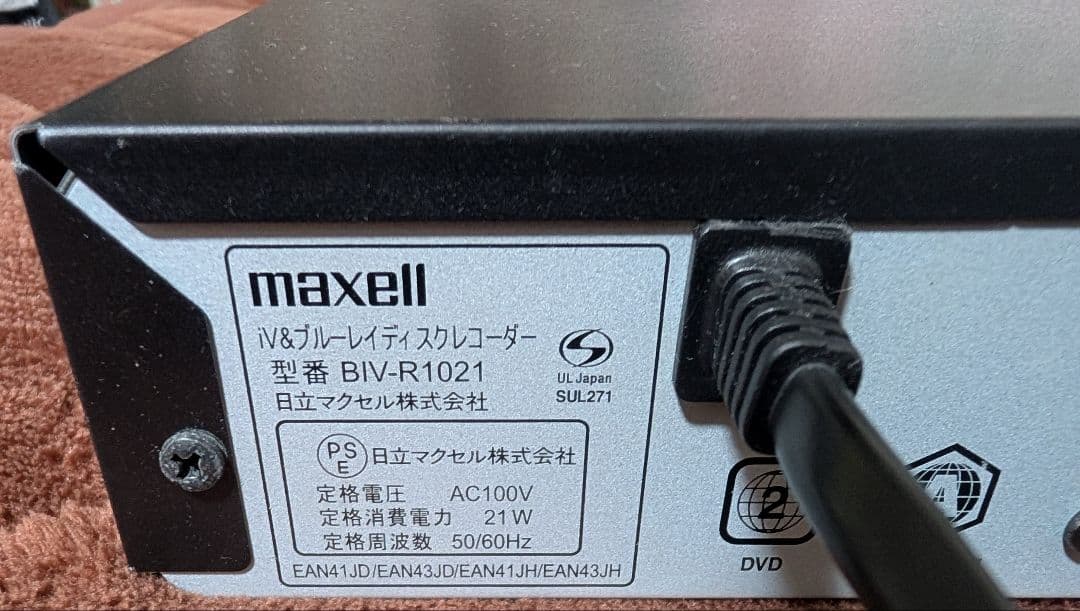 maxell
iV&ブルーレイディスクレコーダー
型番 BIV-R1021
日立マクセル株式会社
UL Japan
SUL271
PS
E
日立マクセル株式会社
定格電圧 AC100V
定格消費電力 21W
定格周波数 50/60Hz
EAN41JD/EAN43JD/EAN41JH/EAN43JH
2
DVD
A